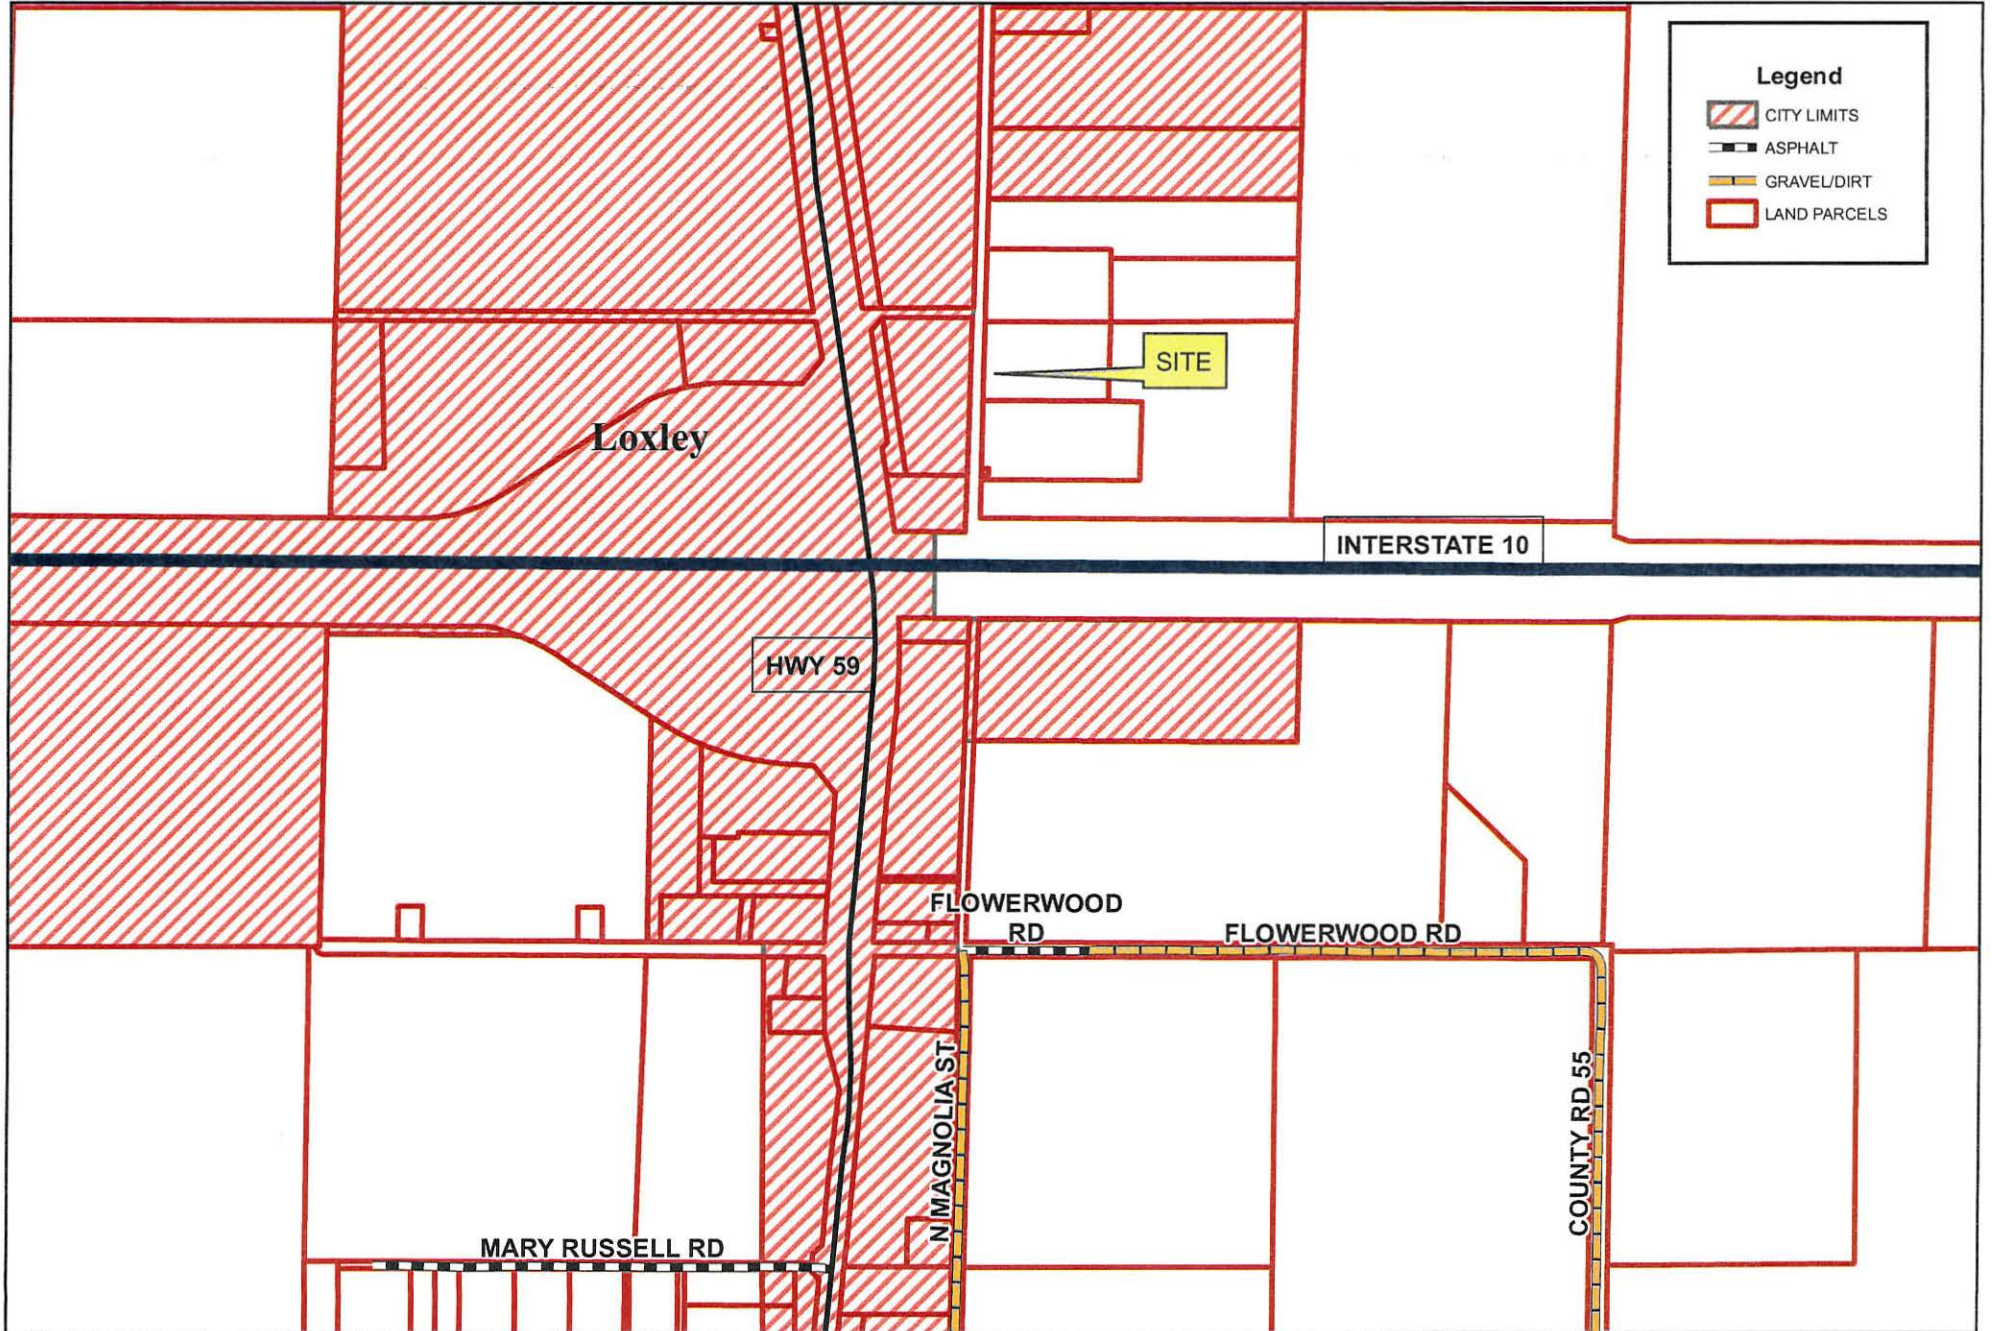 Legend
CITY LIMITS
ASPHALT
GRAVEL/DIRT
LAND PARCELS
SITE
Loxley
INTERSTATE 10
HWY 59
FLOWERWOOD
RD
FLOWERWOOD RD
N MAGNOLIA ST
COUNTY RD 55
MARY RUSSELL RD